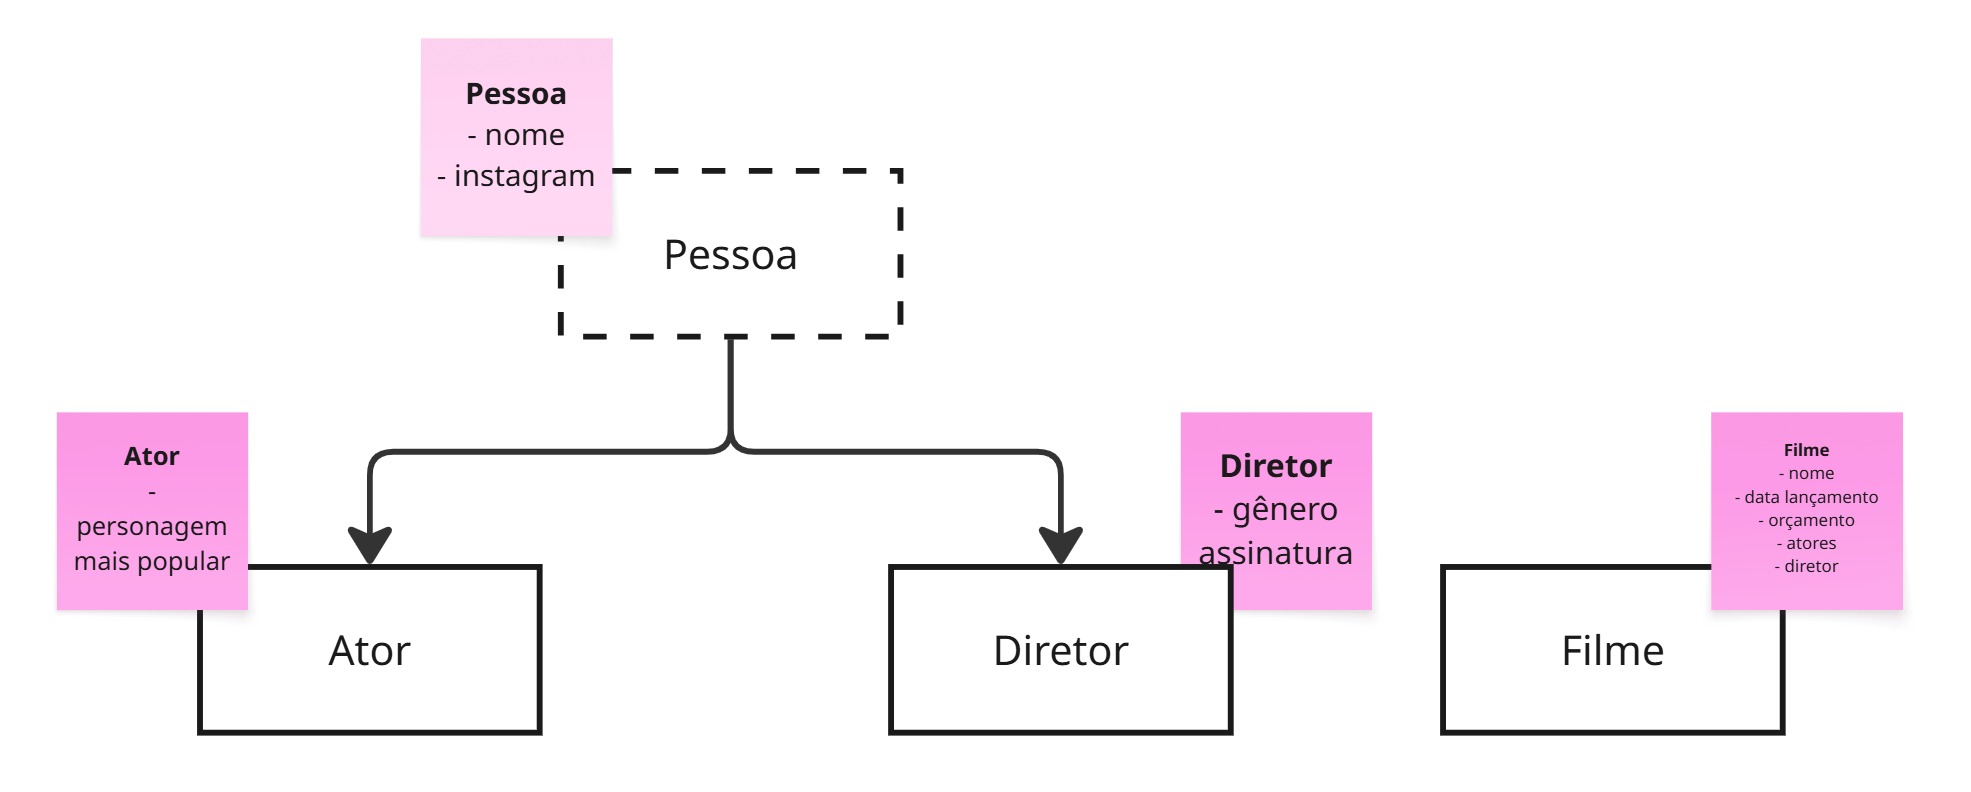 Pessoa
- nome
- instagram
Pessoa
Ator
-
personagem
mais popular
Ator
Diretor
- gênero
assinatura
Diretor
Filme
- nome
- data lançamento
- orçamento
- atores
- diretor
Filme